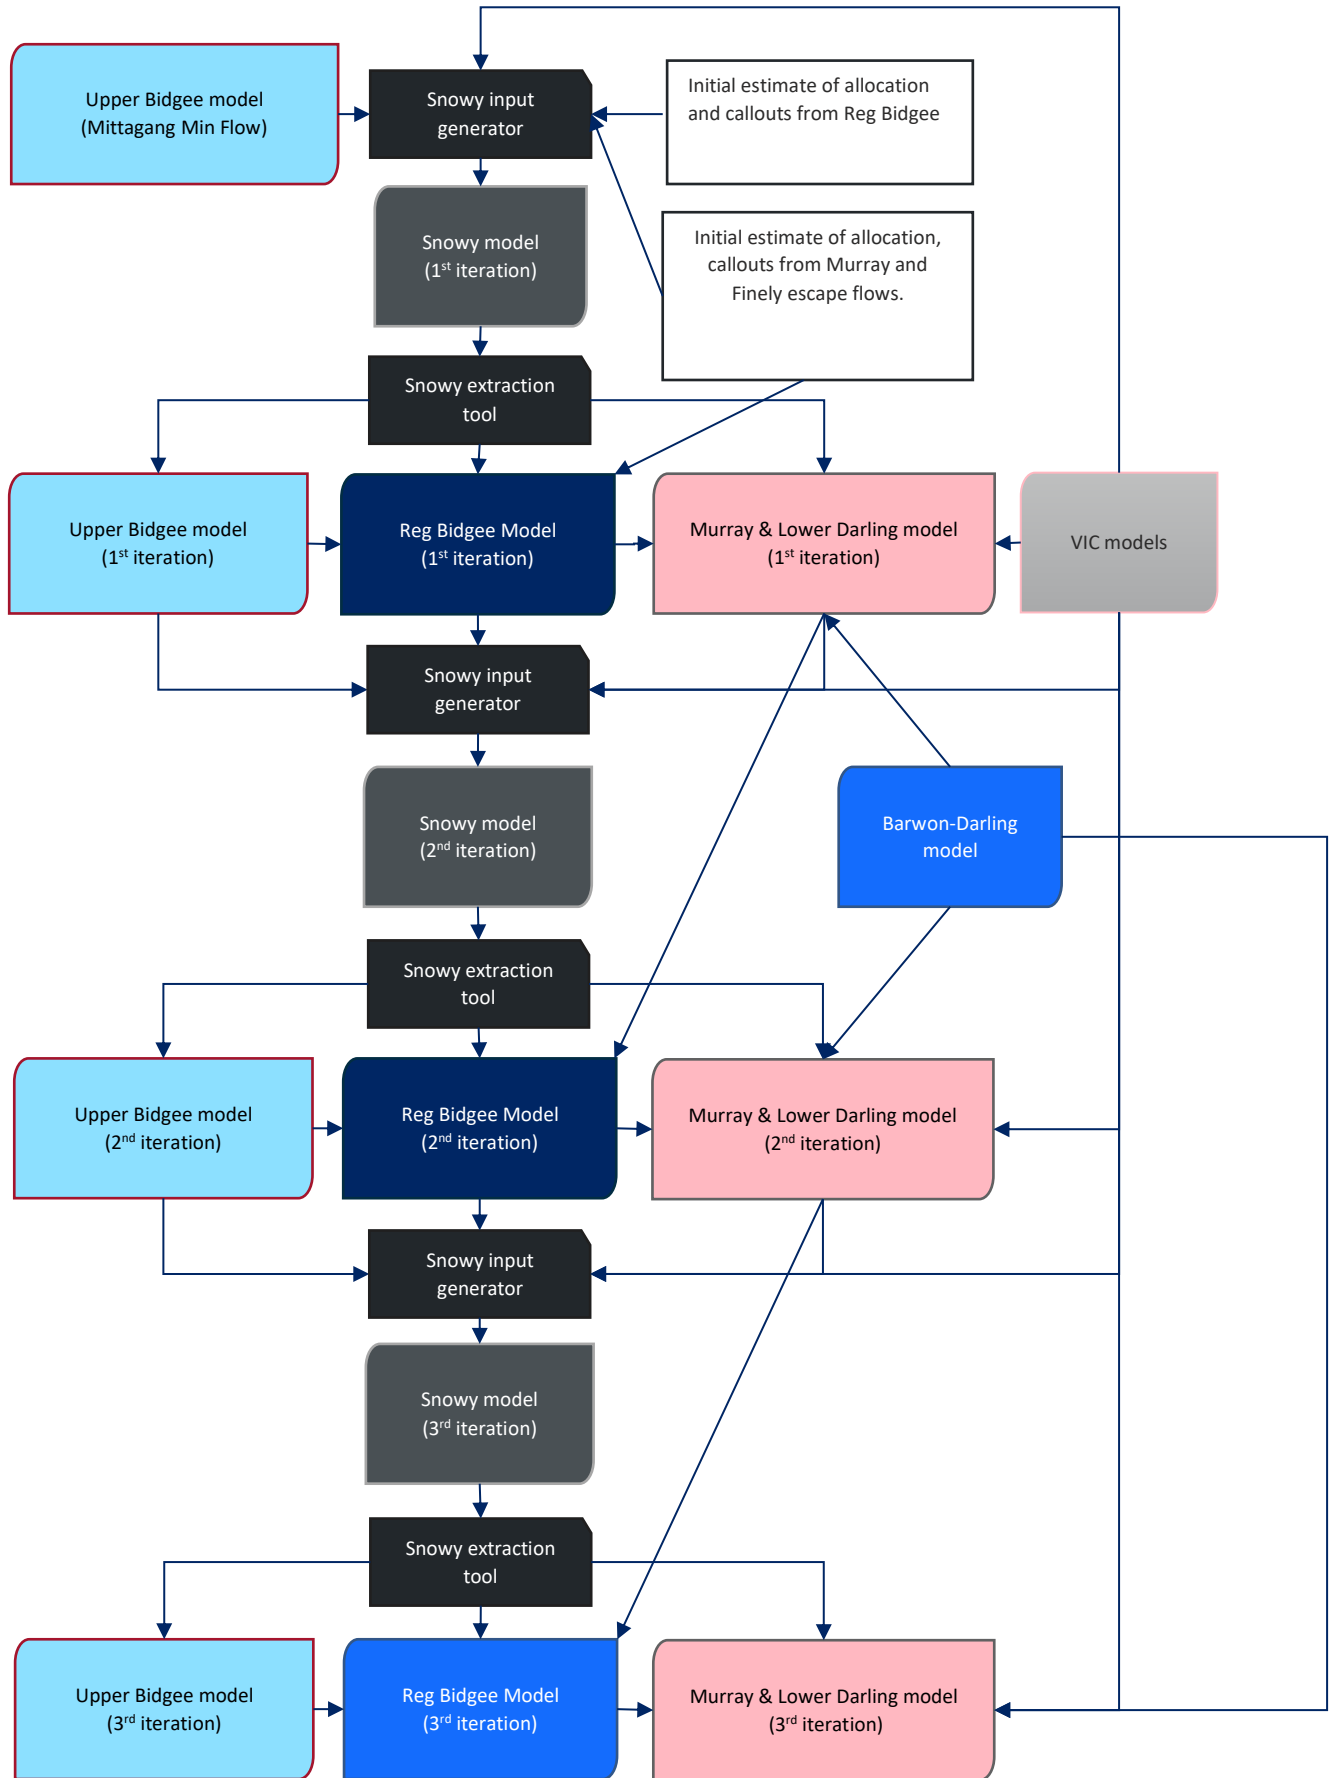 Upper Bidgee model
(Mittagang Min Flow)
Snowy input
generator
Initial estimate of allocation
and callouts from Reg Bidgee
Snowy model
(1st iteration)
Initial estimate of allocation,
callouts from Murray and
Finely escape flows.
Snowy extraction
tool
Upper Bidgee model
(1st iteration)
Reg Bidgee Model
(1st iteration)
Murray & Lower Darling model
(1st iteration)
VIC models
Snowy input
generator
Snowy model
(2nd iteration)
Barwon-Darling
model
Snowy extraction
tool
Upper Bidgee model
(2nd iteration)
Reg Bidgee Model
(2nd iteration)
Murray & Lower Darling model
(2nd iteration)
Snowy input
generator
Snowy model
(3rd iteration)
Snowy extraction
tool
Upper Bidgee model
(3rd iteration)
Reg Bidgee Model
(3rd iteration)
Murray & Lower Darling model
(3rd iteration)